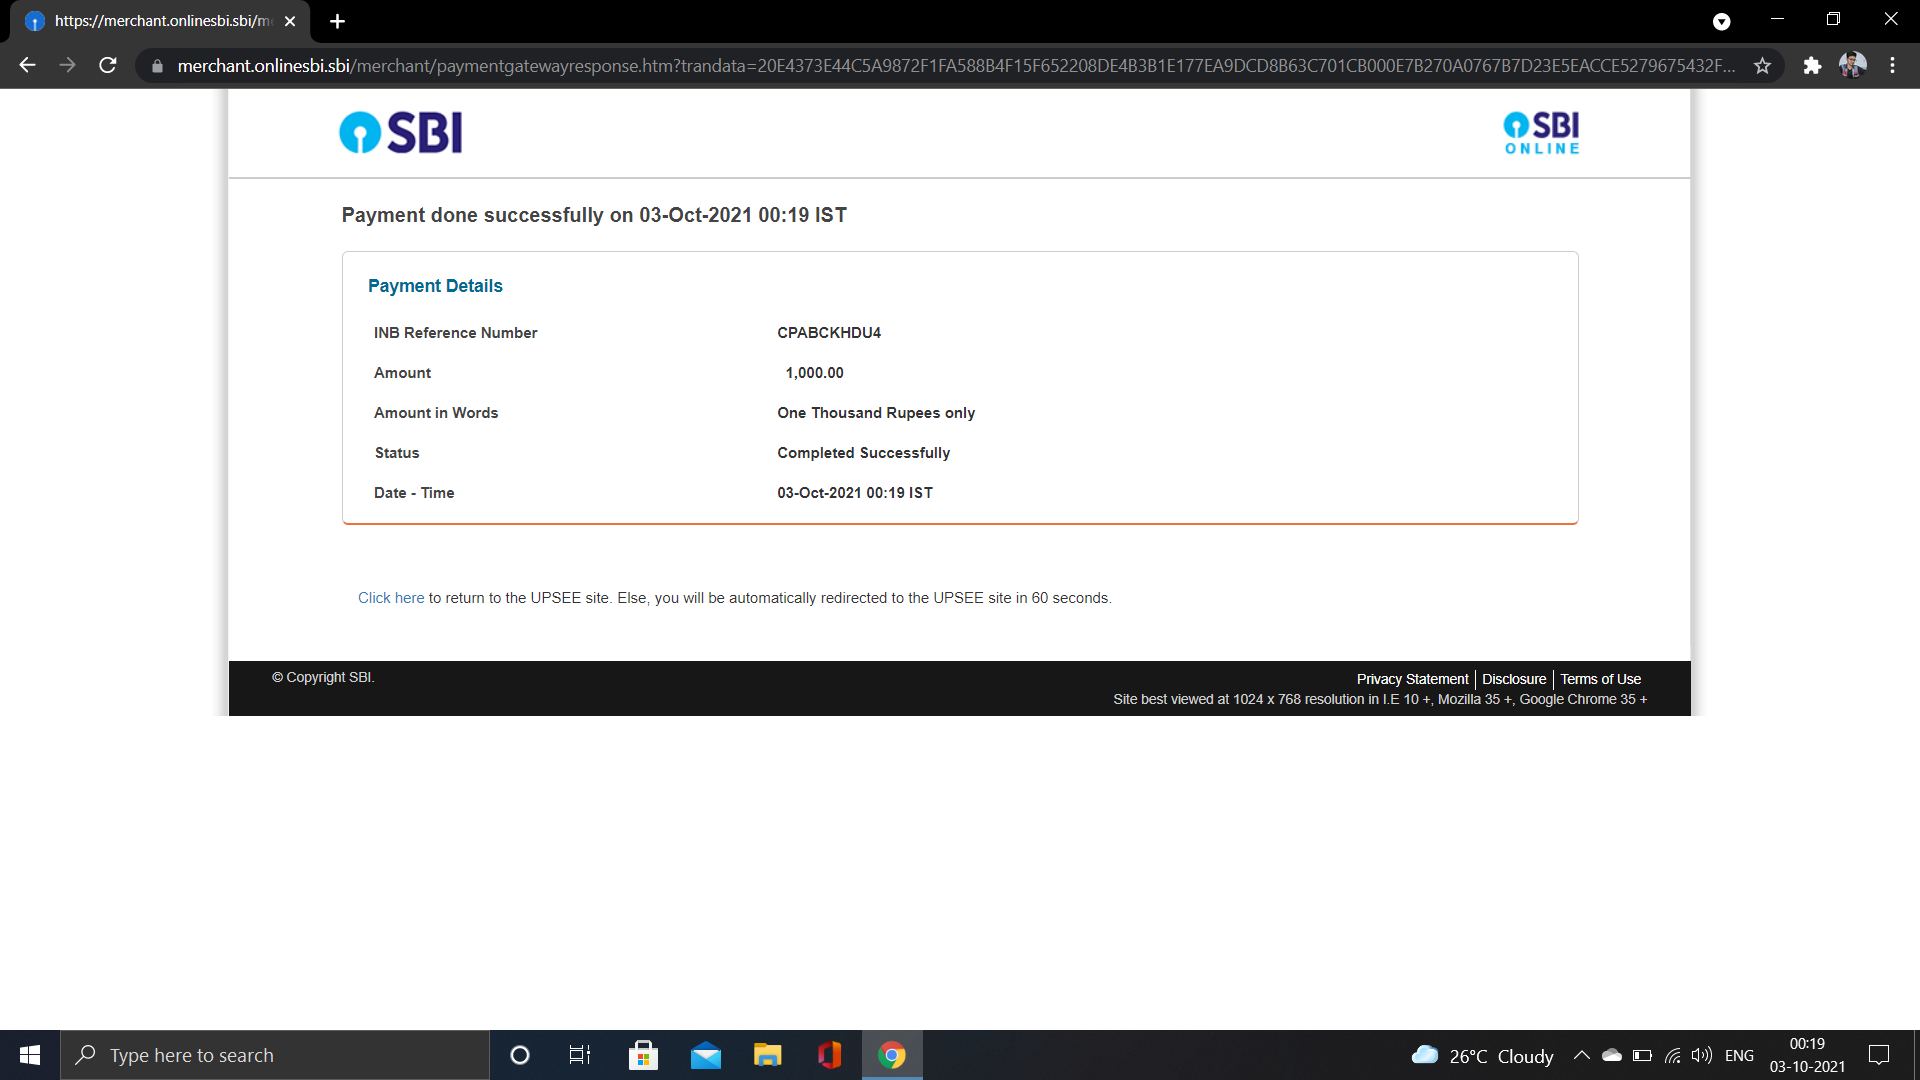 https://merchant.onlinesbi.sbi/m
merchant.onlinesbi.sbi/merchant/paymentgatewayresponse.htm?trandata=20E4373E44C5A9872F1FA588B4F15F652208DE4B3B1E177EA9DCD8B63C701CB000E7B270A0767B7D23E5EACCE5279675432F...
SBI
SBI
ONLINE
Payment done successfully on 03-Oct-2021 00:19 IST
Payment Details
INB Reference Number CPABCKHDU4
Amount 1,000.00
Amount in Words One Thousand Rupees only
Status Completed Successfully
Date - Time 03-Oct-2021 00:19 IST
Click here to return to the UPSEE site. Else, you will be automatically redirected to the UPSEE site in 60 seconds.
© Copyright SBI.
Privacy Statement Disclosure Terms of Use
Site best viewed at 1024 x 768 resolution in I.E 10 +, Mozilla 35 +, Google Chrome 35 +
Type here to search
26°C Cloudy
ENG
00:19
03-10-2021